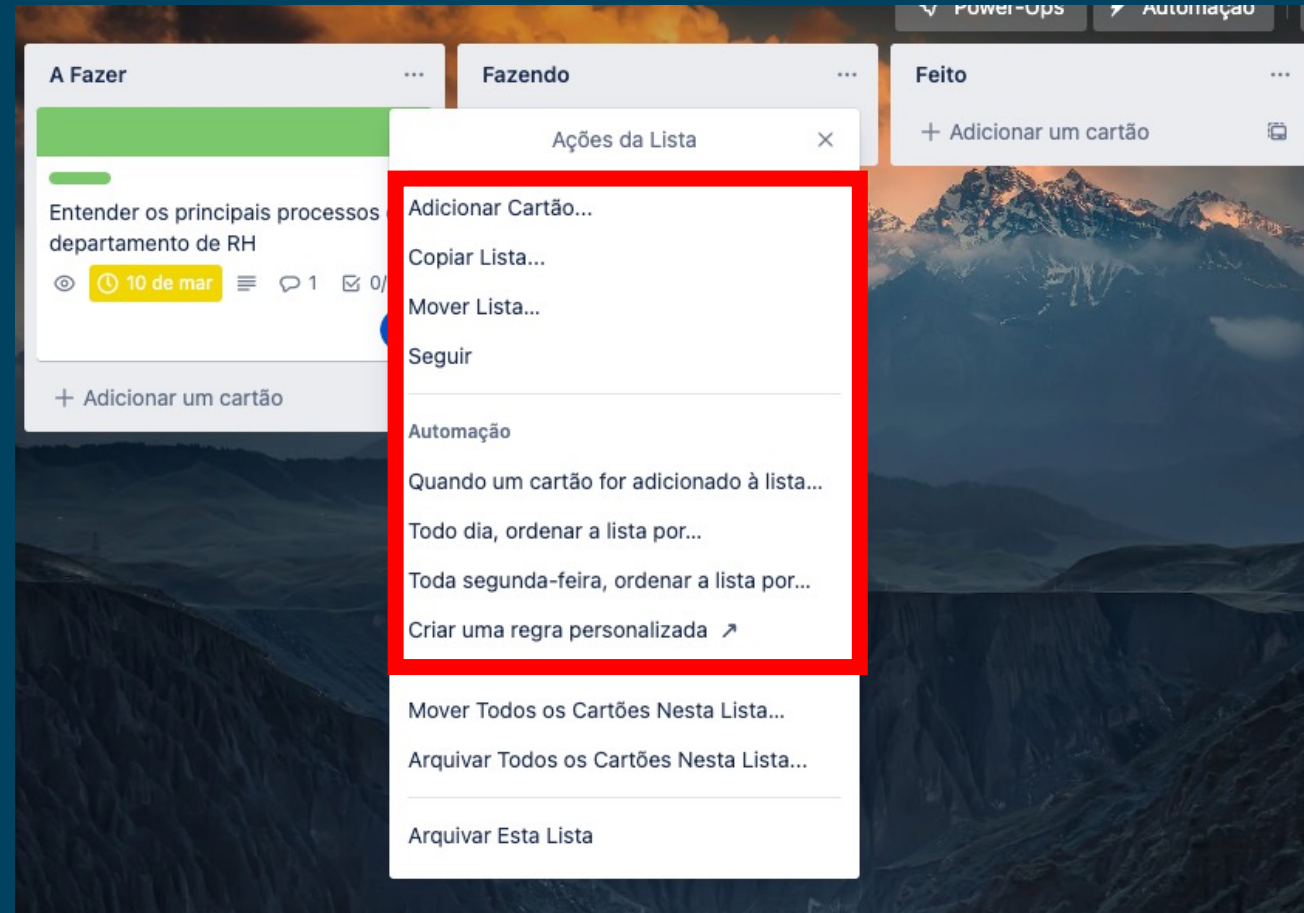 Power-Ups
Automação
A Fazer
Fazendo
Feito
Ações da Lista
+ Adicionar um cartão
Entender os principais processos
departamento de RH
10 de mar
1
0/
+ Adicionar um cartão
Adicionar Cartão...
Copiar Lista...
Mover Lista...
Seguir
Automação
Quando um cartão for adicionado à lista...
Todo dia, ordenar a lista por...
Toda segunda-feira, ordenar a lista por...
Criar uma regra personalizada ↗
Mover Todos os Cartões Nesta Lista...
Arquivar Todos os Cartões Nesta Lista...
Arquivar Esta Lista